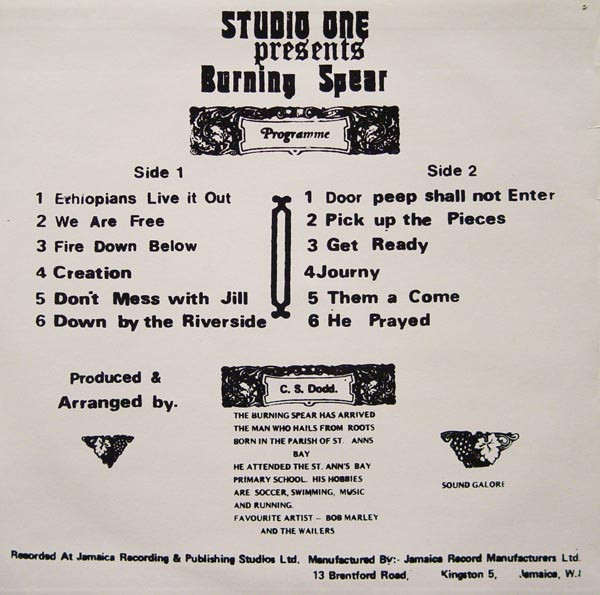 STUDIO ONE
presents
Burning Spear
Programme
Side 1
1 Ethiopians Live it Out
2 We Are Free
3 Fire Down Below
4 Creation
5 Don't Mess with Jill
6 Down by the Riverside
Side 2
1 Door peep shall not Enter
2 Pick up the Pieces
3 Get Ready
4 Journy
5 Them a Come
6 He Prayed
Produced &
Arranged by.
C. S. Dodd.
THE BURNING SPEAR HAS ARRIVED
THE MAN WHO HAILS FROM ROOTS
BORN IN THE PARISH OF ST. ANNS
BAY
HE ATTENDED THE ST. ANN'S BAY
PRIMARY SCHOOL. HIS HOBBIES
ARE SOCCER, SWIMMING, MUSIC
AND RUNNING.
FAVOURITE ARTIST – BOB MARLEY
AND THE WAILERS
SOUND GALORE
Recorded At Jamaica Recording & Publishing Studios Ltd. Manufactured By:- Jamaica Record Manufacturers Ltd.
13 Brentford Road, Kingston 5, Jamaica, W.I